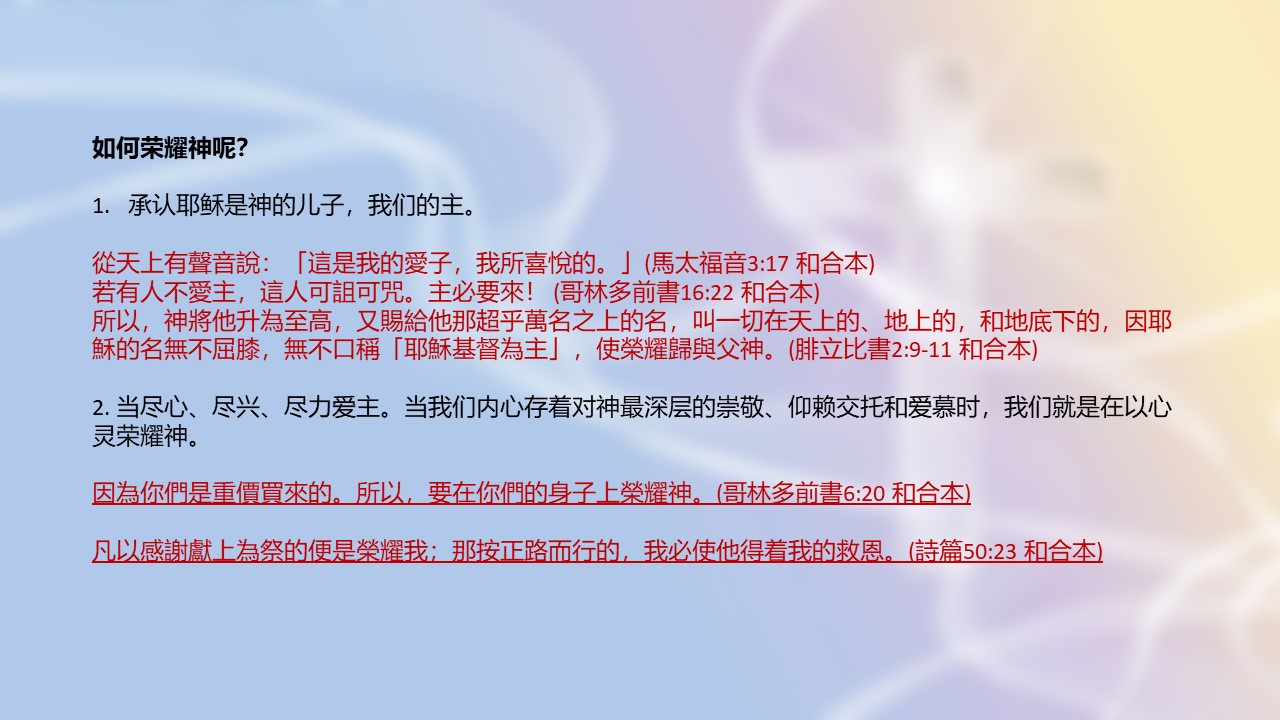 如何荣耀神呢？
1. 承认耶稣是神的儿子，我们的主。
從天上有聲音說：「這是我的愛子，我所喜悅的。」(馬太福音3:17 和合本)
若有人不愛主，這人可詛可咒。主必要來！ (哥林多前書16:22 和合本)
所以，神將他升為至高，又賜給他那超乎萬名之上的名，叫一切在天上的、地上的，和地底下的，因耶
穌的名無不屈膝，無不口稱「耶穌基督為主」，使榮耀歸與父神。(腓立比書2:9-11 和合本)
2. 当尽心、尽兴、尽力爱主。当我们内心存着对神最深层的崇敬、仰赖交托和爱慕时，我们就是在以心
灵荣耀神。
因為你們是重價買來的。所以，要在你們的身子上榮耀神。(哥林多前書6:20 和合本)
凡以感謝獻上為祭的便是榮耀我；那按正路而行的，我必使他得着我的救恩。(詩篇50:23 和合本)